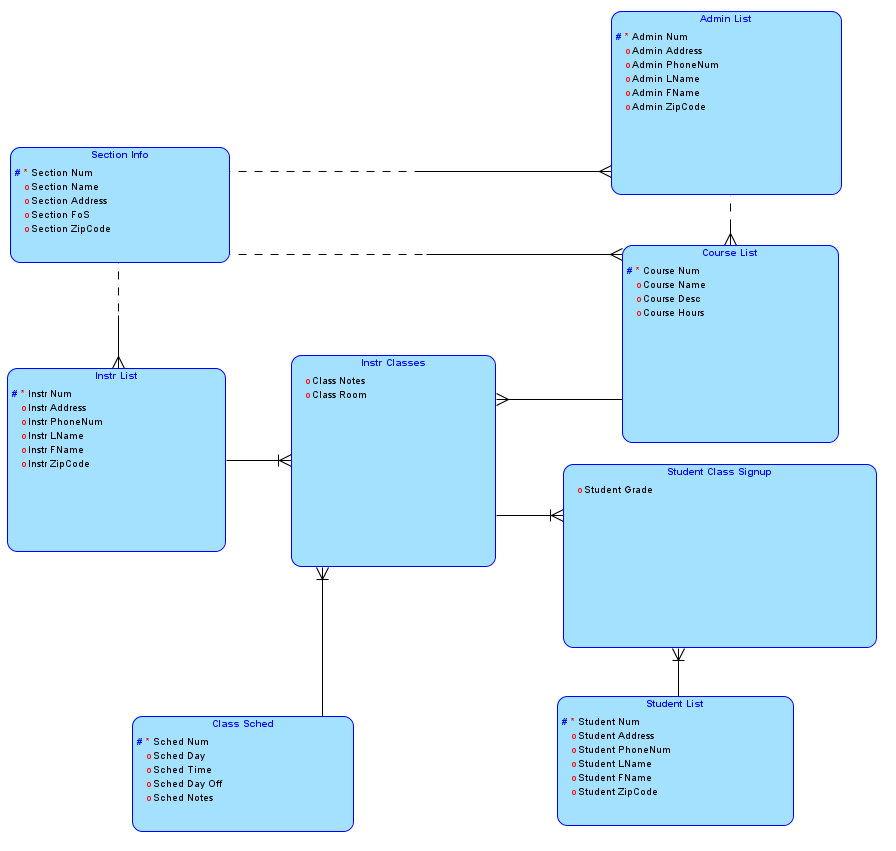 Admin List
# * Admin Num
o Admin Address
o Admin PhoneNum
o Admin LName
o Admin FName
o Admin ZipCode
Section Info
# * Section Num
o Section Name
o Section Address
o Section FoS
o Section ZipCode
Course List
# * Course Num
o Course Name
o Course Desc
o Course Hours
Instr List
# * Instr Num
o Instr Address
o Instr PhoneNum
o Instr LName
o Instr FName
o Instr ZipCode
Instr Classes
o Class Notes
o Class Room
Student Class Signup
o Student Grade
Class Sched
# * Sched Num
o Sched Day
o Sched Time
o Sched Day Off
o Sched Notes
Student List
# * Student Num
o Student Address
o Student PhoneNum
o Student LName
o Student FName
o Student ZipCode